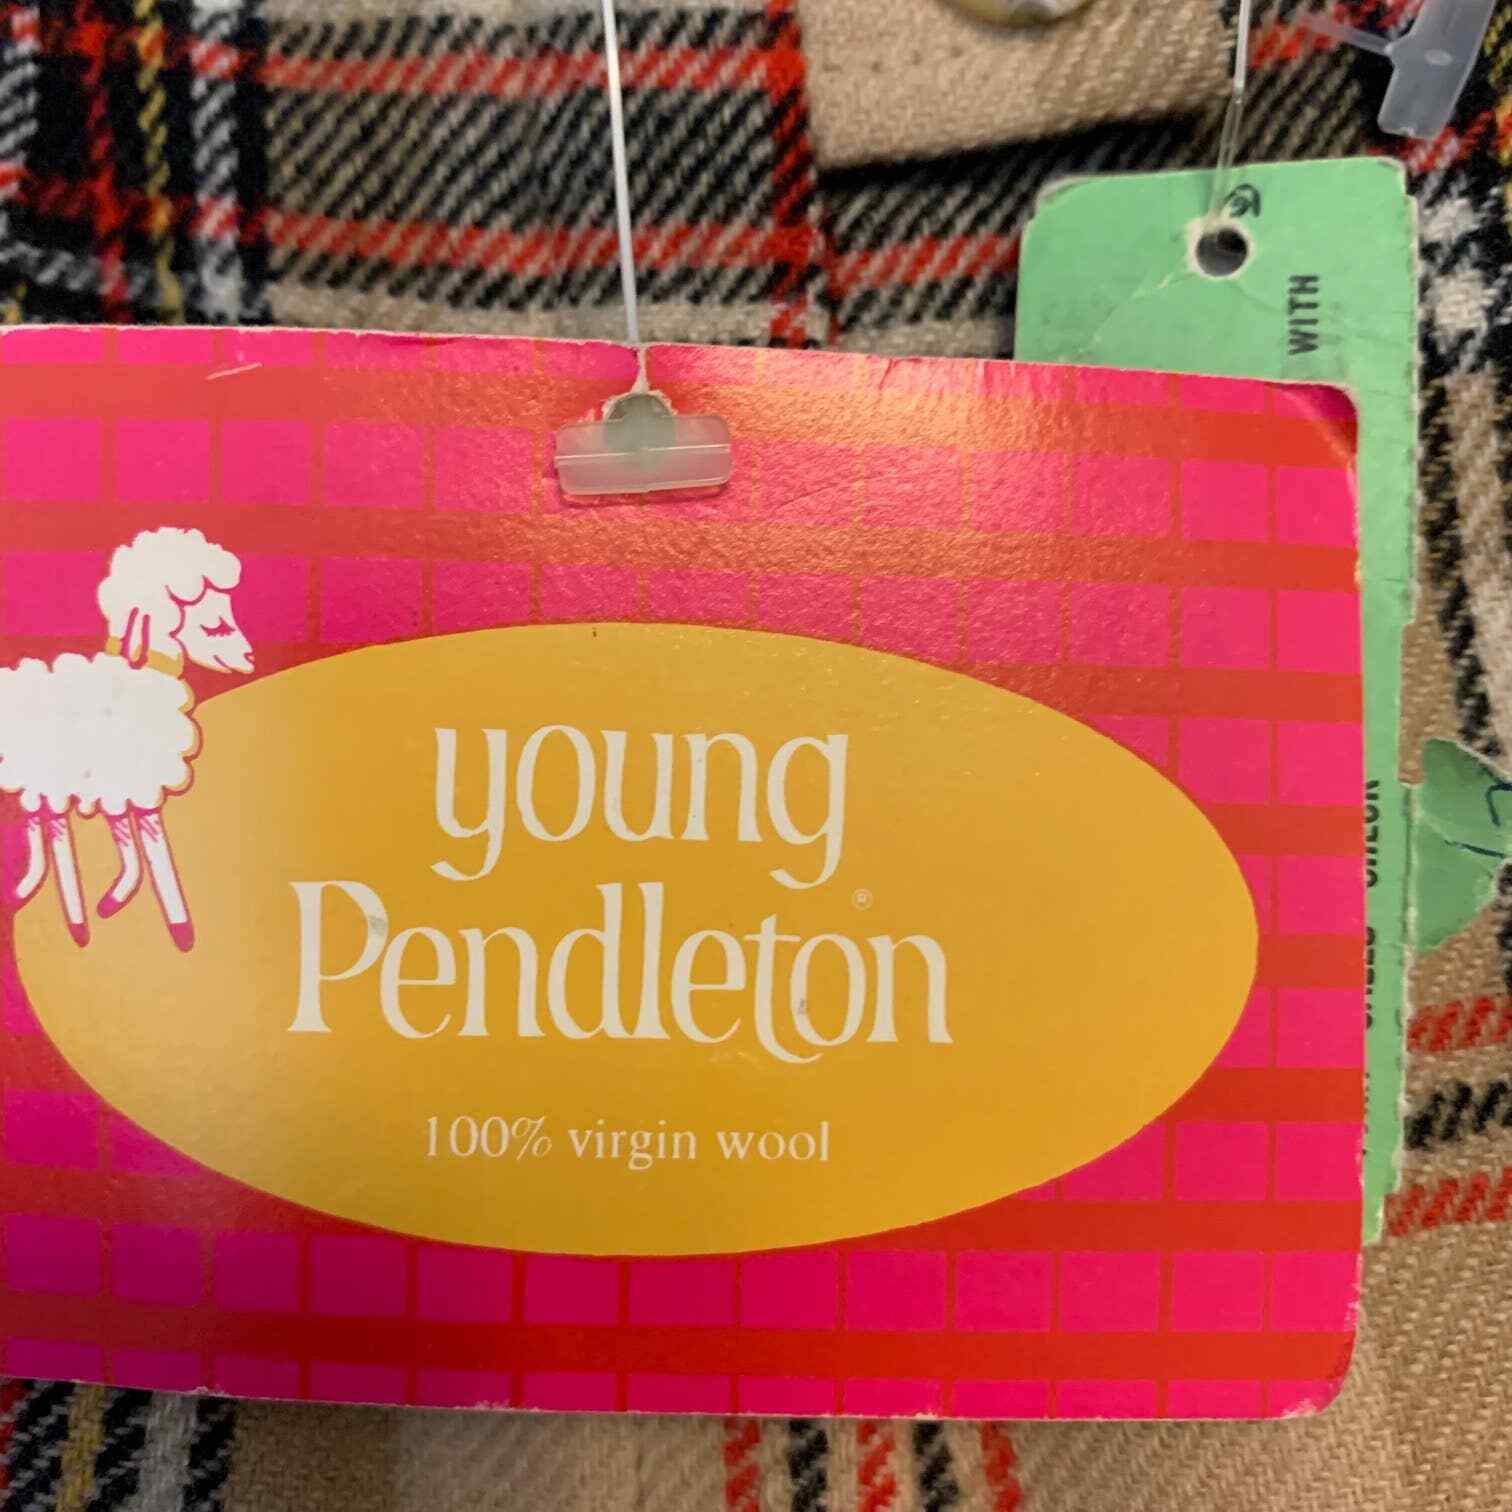 young
Pendleton®
100% virgin wool
WITH